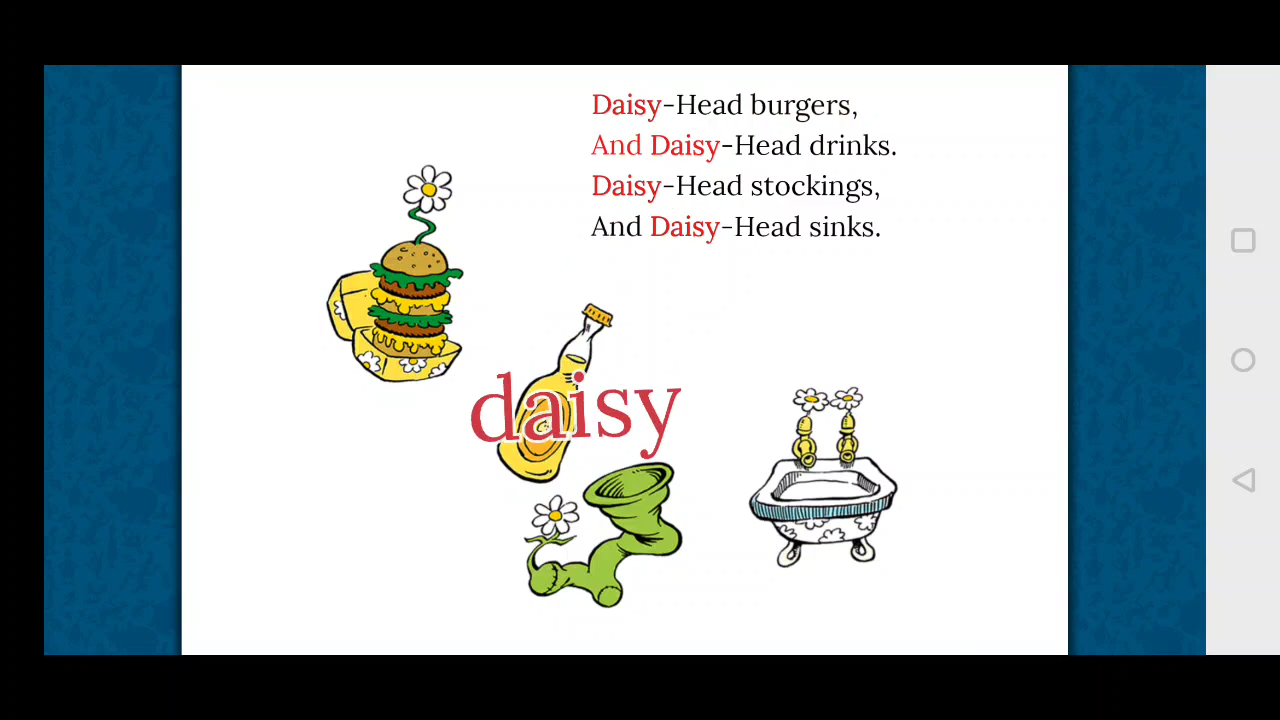 Daisy-Head burgers,
And Daisy-Head drinks.
Daisy-Head stockings,
And Daisy-Head sinks.
daisy